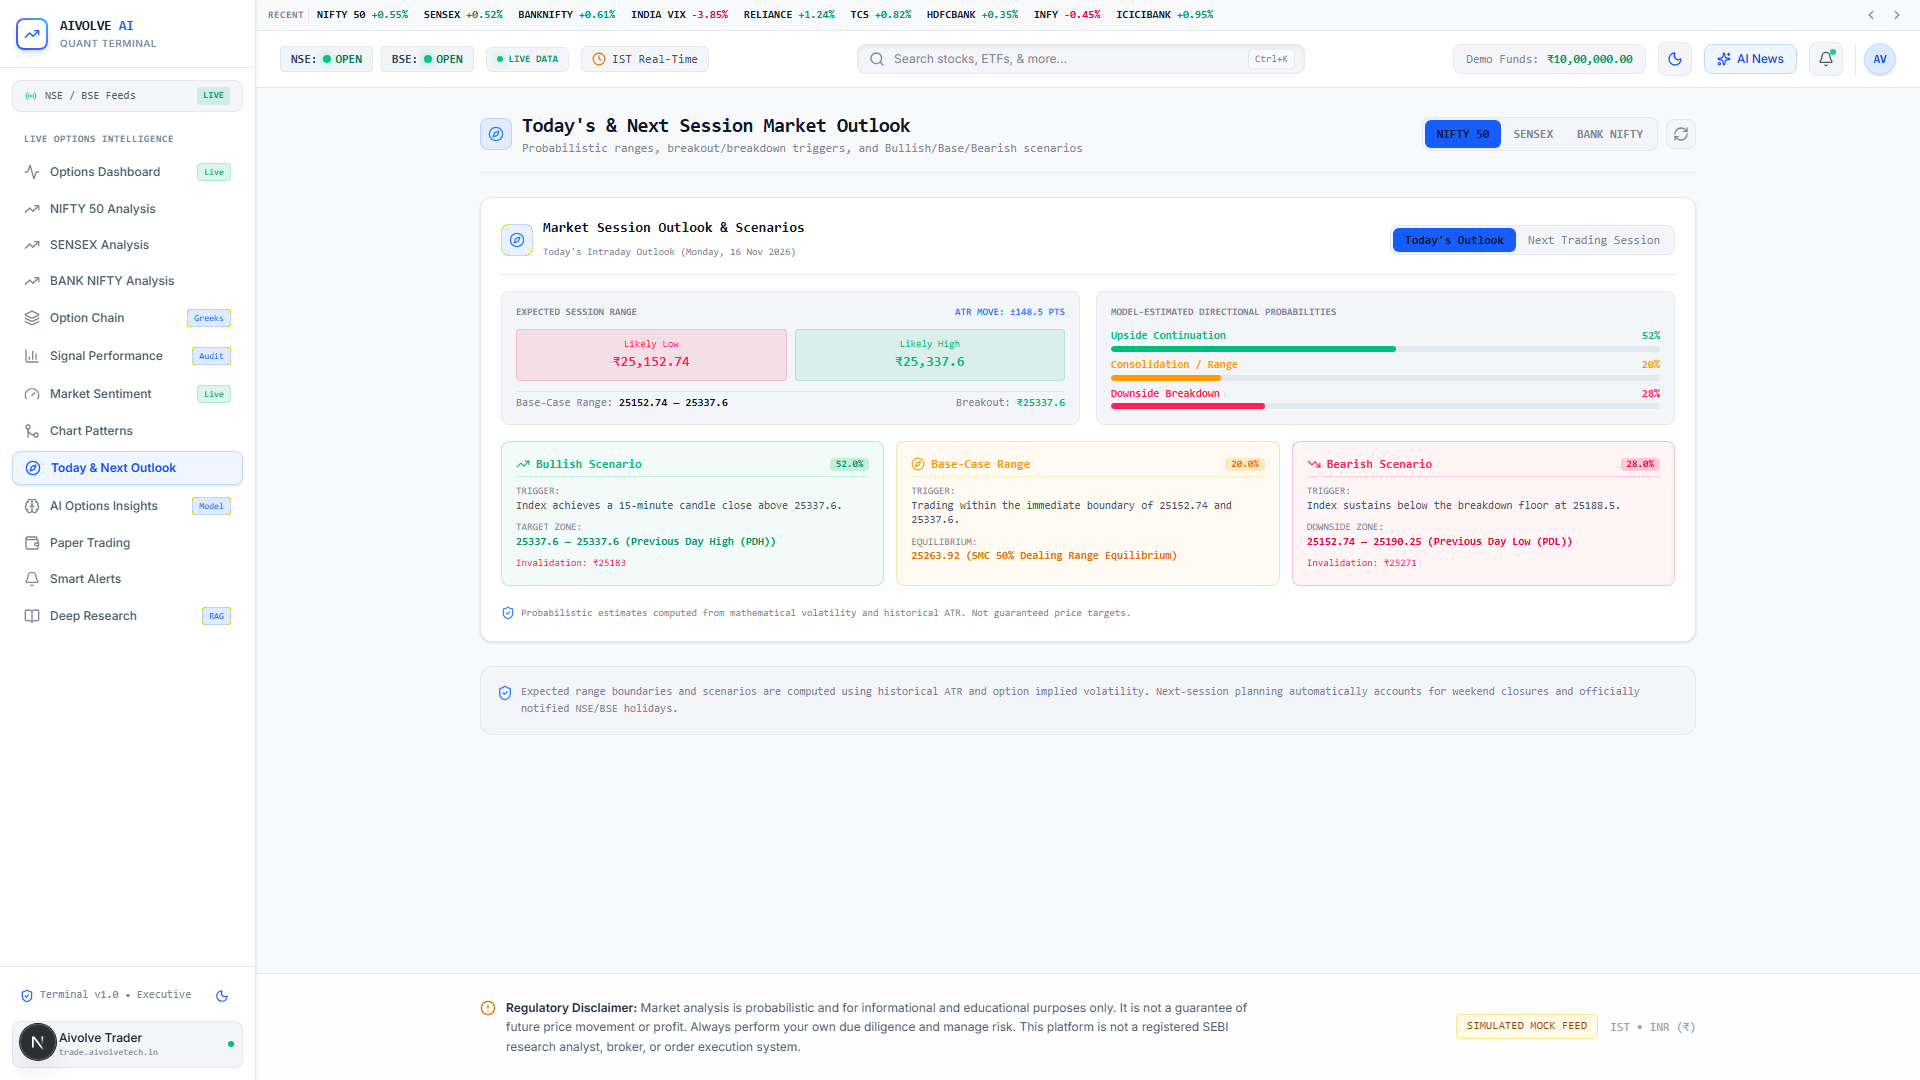 AIVOLVE AI
QUANT TERMINAL
NSE / BSE Feeds LIVE
LIVE OPTIONS INTELLIGENCE
Options Dashboard Live
NIFTY 50 Analysis
SENSEX Analysis
BANK NIFTY Analysis
Option Chain Greeks
Signal Performance Audit
Market Sentiment Live
Chart Patterns
Today & Next Outlook
AI Options Insights Model
Paper Trading
Smart Alerts
Deep Research RAG
Terminal v1.0 • Executive
N
Aivolve Trader
trade.aivolvetech.in
RECENT NIFTY 50 +0.55% SENSEX +0.52% BANKNIFTY +0.61% INDIA VIX -3.85% RELIANCE +1.24% TCS +0.82% HDFCBANK +0.35% INFY -0.45% ICICIBANK +0.95%
NSE: OPEN BSE: OPEN LIVE DATA IST Real-Time Search stocks, ETFs, & more... Ctrl+K Demo Funds: ₹10,00,000.00 AI News AV
Today's & Next Session Market Outlook
Probabilistic ranges, breakout/breakdown triggers, and Bullish/Base/Bearish scenarios
NIFTY 50 SENSEX BANK NIFTY
Market Session Outlook & Scenarios
Today's Intraday Outlook (Monday, 16 Nov 2026)
Today's Outlook Next Trading Session
EXPECTED SESSION RANGE ATR MOVE: ±148.5 PTS
Likely Low
₹25,152.74
Likely High
₹25,337.6
Base-Case Range: 25152.74 — 25337.6 Breakout: ₹25337.6
MODEL-ESTIMATED DIRECTIONAL PROBABILITIES
Upside Continuation 52%
Consolidation / Range 20%
Downside Breakdown 28%
Bullish Scenario 52.0%
TRIGGER:
Index achieves a 15-minute candle close above 25337.6.
TARGET ZONE:
25337.6 — 25337.6 (Previous Day High (PDH))
Invalidation: ₹25183
Base-Case Range 20.0%
TRIGGER:
Trading within the immediate boundary of 25152.74 and
25337.6.
EQUILIBRIUM:
25263.92 (SMC 50% Dealing Range Equilibrium)
Bearish Scenario 28.0%
TRIGGER:
Index sustains below the breakdown floor at 25188.5.
DOWNSIDE ZONE:
25152.74 — 25190.25 (Previous Day Low (PDL))
Invalidation: ₹25271
Probabilistic estimates computed from mathematical volatility and historical ATR. Not guaranteed price targets.
Expected range boundaries and scenarios are computed using historical ATR and option implied volatility. Next-session planning automatically accounts for weekend closures and officially
notified NSE/BSE holidays.
Regulatory Disclaimer: Market analysis is probabilistic and for informational and educational purposes only. It is not a guarantee of
future price movement or profit. Always perform your own due diligence and manage risk. This platform is not a registered SEBI
research analyst, broker, or order execution system.
SIMULATED MOCK FEED IST • INR (₹)